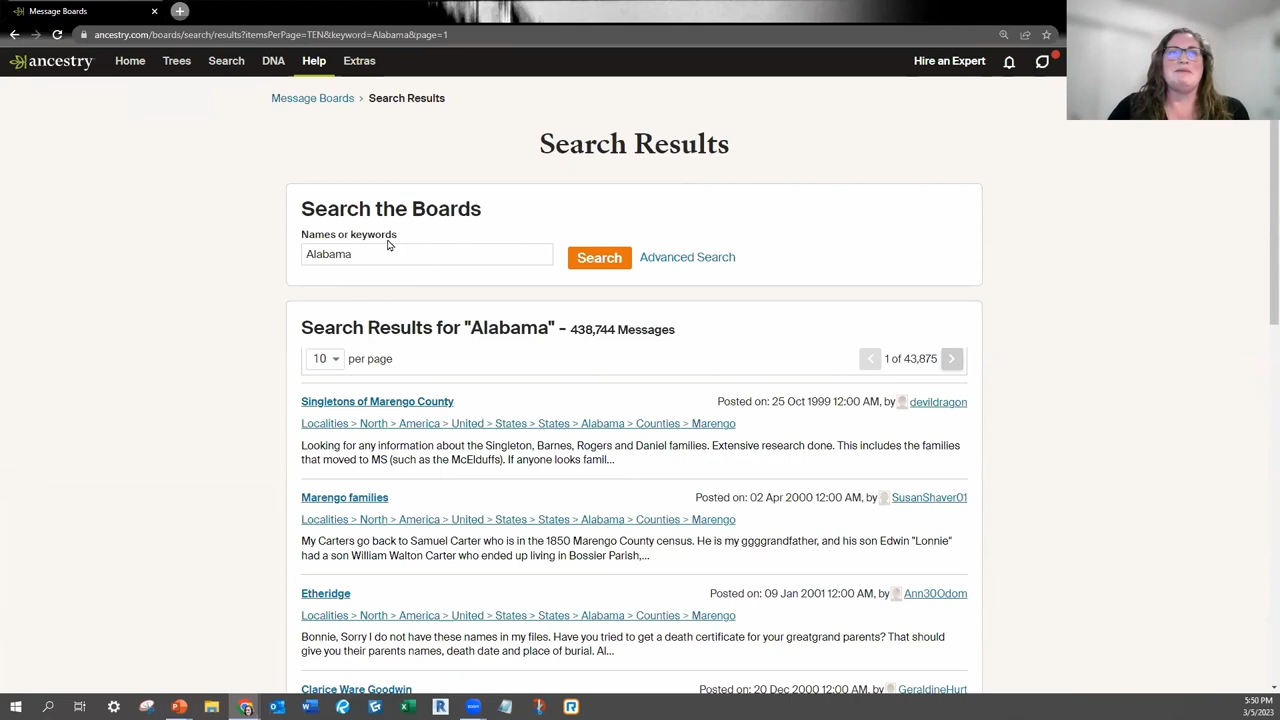 Message Boards
ancestry.com/boards/search/results?itemsPerPage=TEN&keyword=Alabama&page=1
ancestry Home Trees Search DNA Help Extras Hire an Expert
Message Boards > Search Results
Search Results
Search the Boards
Names or keywords
Alabama Search Advanced Search
Search Results for "Alabama" - 438,744 Messages
10 per page 1 of 43,875
Singletons of Marengo County Posted on: 25 Oct 1999 12:00 AM, by devildragon
Localities > North > America > United > States > States > Alabama > Counties > Marengo
Looking for any information about the Singleton, Barnes, Rogers and Daniel families. Extensive research done. This includes the families
that moved to MS (such as the McElduffs). If anyone looks famil...
Marengo families Posted on: 02 Apr 2000 12:00 AM, by SusanShaver01
Localities > North > America > United > States > States > Alabama > Counties > Marengo
My Carters go back to Samuel Carter who is in the 1850 Marengo County census. He is my ggggrandfather, and his son Edwin "Lonnie"
had a son William Walton Carter who ended up living in Bossier Parish,...
Etheridge Posted on: 09 Jan 2001 12:00 AM, by Ann30Odom
Localities > North > America > United > States > States > Alabama > Counties > Marengo
Bonnie, Sorry I do not have these names in my files. Have you tried to get a death certificate for your greatgrand parents? That should
give you their parents names, death date and place of burial. Al...
Clarice Ware Goodwin Posted on: 20 Dec 2000 12:00 AM, by GeraldineHurt
5:50 PM
3/5/2023